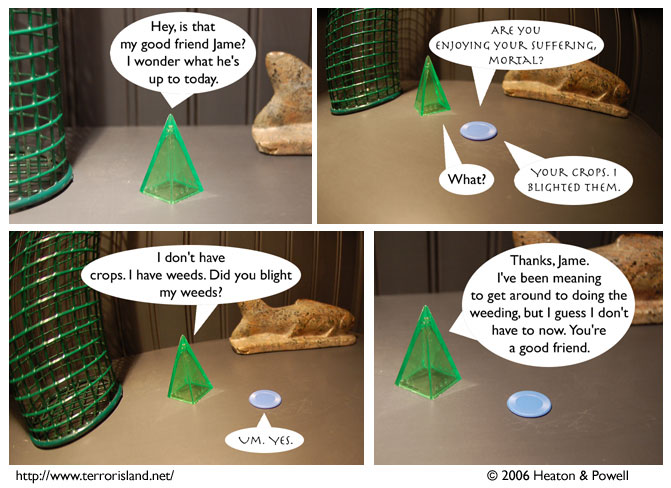 Hey, is that
my good friend Jame?
I wonder what he's
up to today.
Are you
enjoying your suffering,
mortal?
What?
Your crops. I
blighted them.
I don't have
crops. I have weeds. Did you blight
my weeds?
Um. Yes.
Thanks, Jame.
I've been meaning
to get around to doing the
weeding, but I guess I don't
have to now. You're
a good friend.
http://www.terrorisland.net/
© 2006 Heaton & Powell